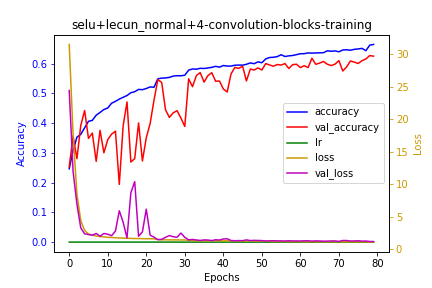 selu+lecun_normal+4-convolution-blocks-training
Accuracy
0.6
0.5
0.4
0.3
0.2
0.1
0.0
accuracy
val_accuracy
lr
loss
val_loss
30
25
20
15
10
5
0
Loss
0 10 20 30 40 50 60 70 80
Epochs